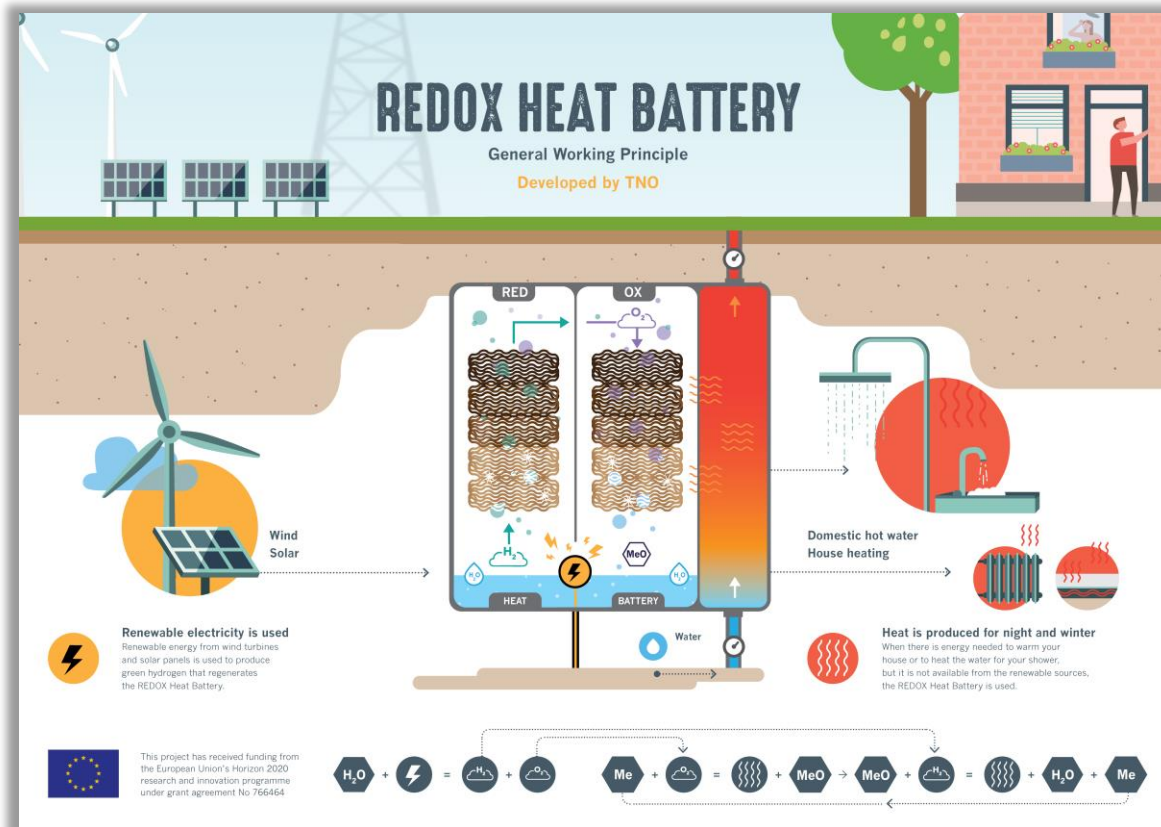 REDOX HEAT BATTERY
General Working Principle
Developed by TNO
RED
OX
O₂
H₂
MeO
H₂O
H₂O
HEAT
BATTERY
Wind
Solar
Domestic hot water
House heating
Water
Renewable electricity is used
Renewable energy from wind turbines
and solar panels is used to produce
green hydrogen that regenerates
the REDOX Heat Battery.
Heat is produced for night and winter
When there is energy needed to warm your
house or to heat the water for your shower,
but it is not available from the renewable sources,
the REDOX Heat Battery is used.
This project has received funding from
the European Union's Horizon 2020
research and innovation programme
under grant agreement No 766464
H₂O + = H₂ + O₂
Me + O₂ = + MeO → MeO + H₂ = + H₂O + Me